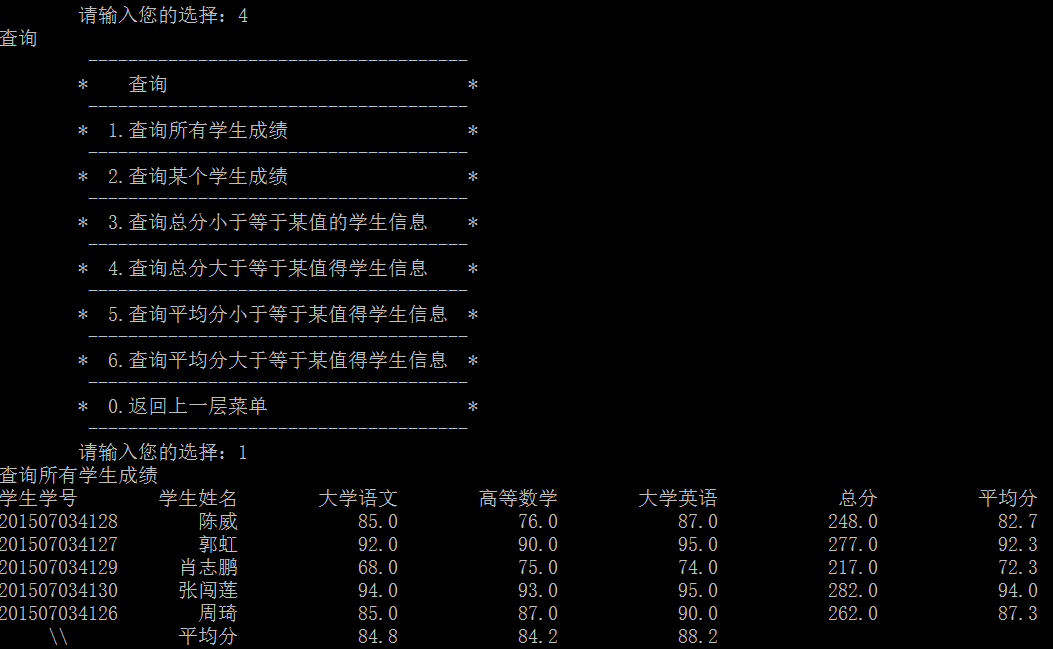 请输入您的选择：4
查询
--------------------------------------
*    查询                              *
--------------------------------------
*  1.查询所有学生成绩                  *
--------------------------------------
*  2.查询某个学生成绩                  *
--------------------------------------
*  3.查询总分小于等于某值的学生信息    *
--------------------------------------
*  4.查询总分大于等于某值得学生信息    *
--------------------------------------
*  5.查询平均分小于等于某值得学生信息  *
--------------------------------------
*  6.查询平均分大于等于某值得学生信息  *
--------------------------------------
*  0.返回上一层菜单                    *
--------------------------------------
请输入您的选择：1
查询所有学生成绩
学生学号 学生姓名 大学语文 高等数学 大学英语 总分 平均分
201507034128 陈威 85.0 76.0 87.0 248.0 82.7
201507034127 郭虹 92.0 90.0 95.0 277.0 92.3
201507034129 肖志鹏 68.0 75.0 74.0 217.0 72.3
201507034130 张闯莲 94.0 93.0 95.0 282.0 94.0
201507034126 周琦 85.0 87.0 90.0 262.0 87.3
\\ 平均分 84.8 84.2 88.2